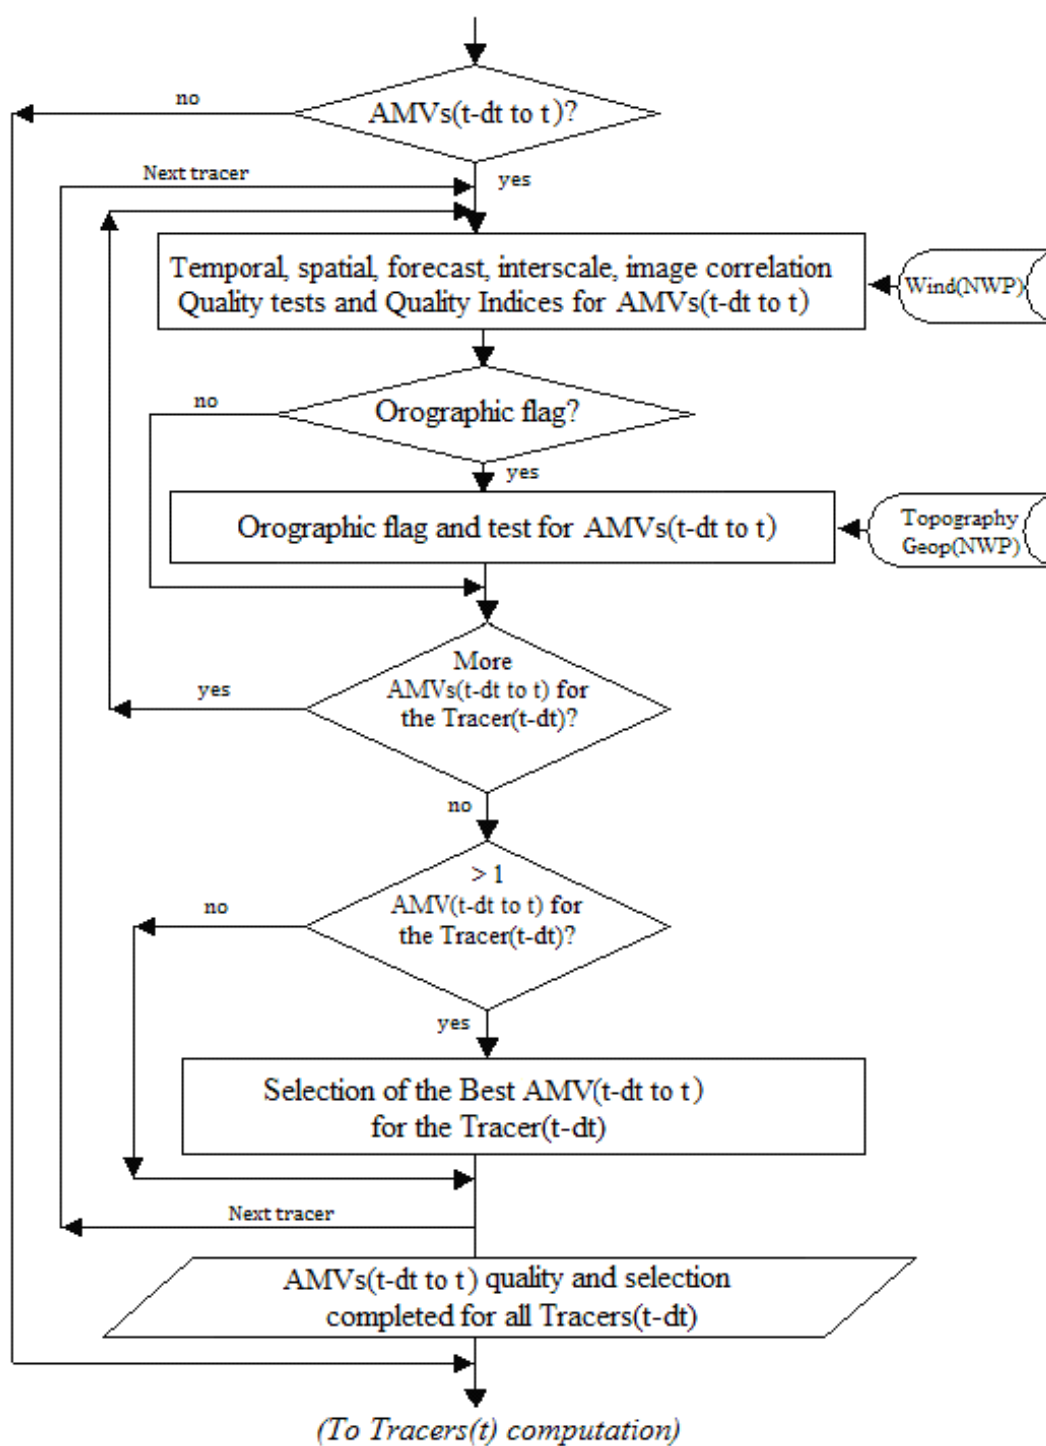 no
AMVs(t-dt to t)?
Next tracer
yes
Temporal, spatial, forecast, interscale, image correlation
Quality tests and Quality Indices for AMVs(t-dt to t)
Wind(NWP)
no
Orographic flag?
yes
Orographic flag and test for AMVs(t-dt to t)
Topography
Geop(NWP)
More
AMVs(t-dt to t) for
the Tracer(t-dt)?
yes
no
> 1
AMV(t-dt to t) for
the Tracer(t-dt)?
no
yes
Selection of the Best AMV(t-dt to t)
for the Tracer(t-dt)
Next tracer
AMVs(t-dt to t) quality and selection
completed for all Tracers(t-dt)
(To Tracers(t) computation)